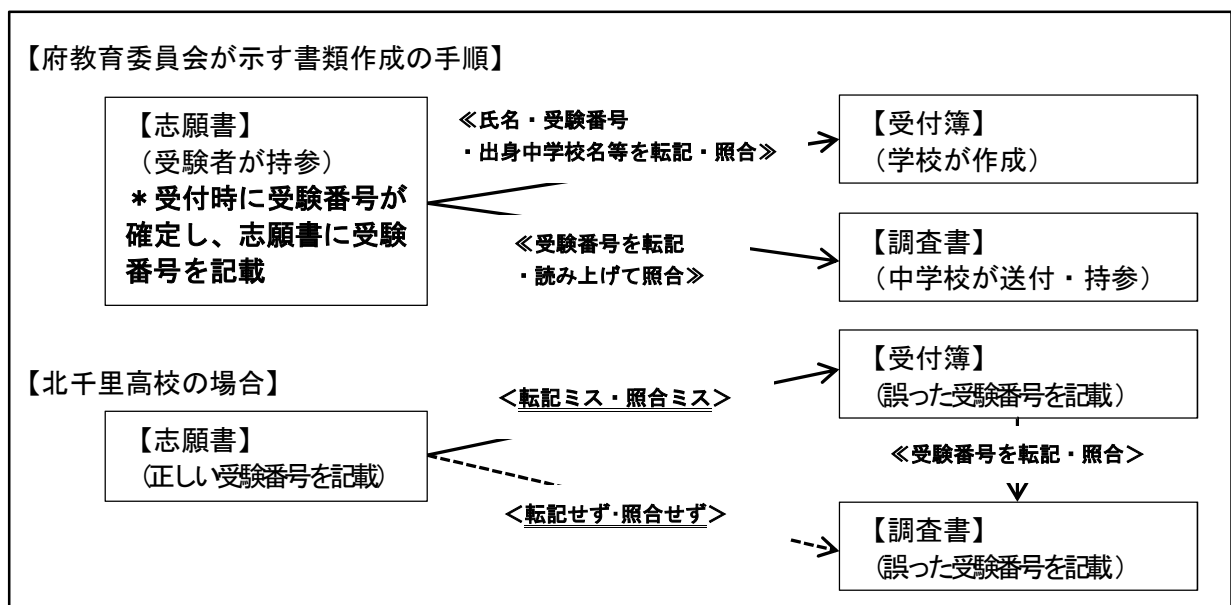 【府教育委員会が示す書類作成の手順】
【志願書】
（受験者が持参）
＊受付時に受験番号が
確定し、志願書に受験
番号を記載
≪氏名・受験番号
・出身中学校名等を転記・照合≫
【受付簿】
（学校が作成）
≪受験番号を転記
・読み上げて照合≫
【調査書】
（中学校が送付・持参）
【北千里高校の場合】
【志願書】
（正しい受験番号を記載）
＜転記ミス・照合ミス＞
【受付簿】
（誤った受験番号を記載）
≪受験番号を転記・照合＞
＜転記せず・照合せず＞
【調査書】
（誤った受験番号を記載）